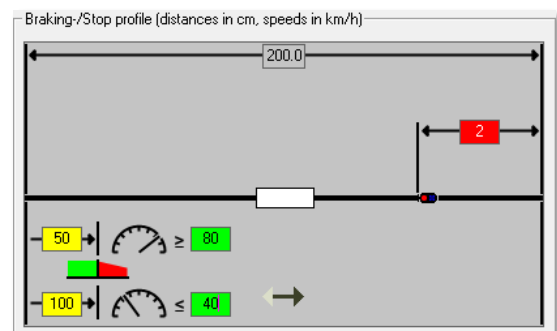 Braking-/Stop profile (distances in cm, speeds in km/h)
200.0
2
50 ≥ 80
100 ≤ 40